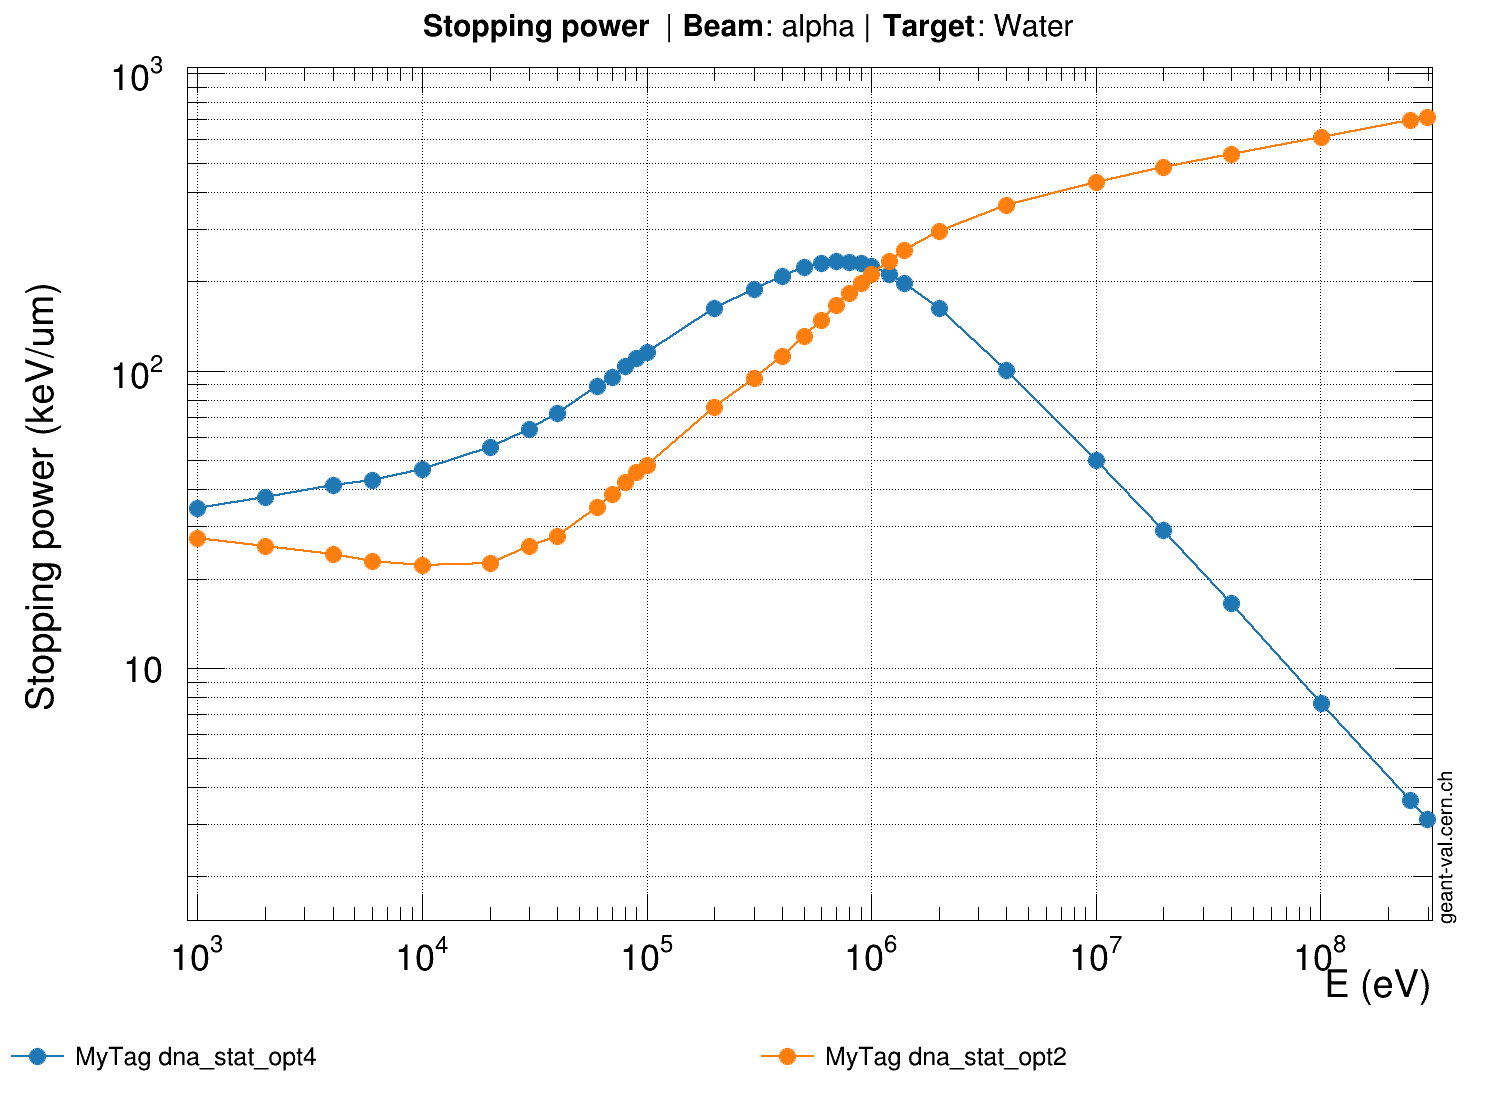 Stopping power | Beam: alpha | Target: Water
Stopping power (keV/um)
10³
10²
10
10³ 10⁴ 10⁵ 10⁶ 10⁷ 10⁸
E (eV)
geant-val.cern.ch
MyTag dna_stat_opt4 MyTag dna_stat_opt2